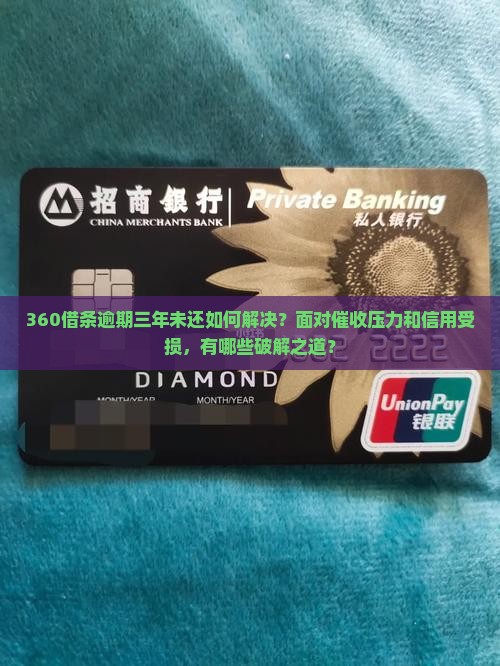 招商銀行
CHINA MERCHANTS BANK
Private Banking
私人银行
360借条逾期三年未还如何解决？面对催收压力和信用受
损，有哪些破解之道？
2222
DIAMOND
MONTH/YEAR
MONTH/YEAR
UnionPay
银联